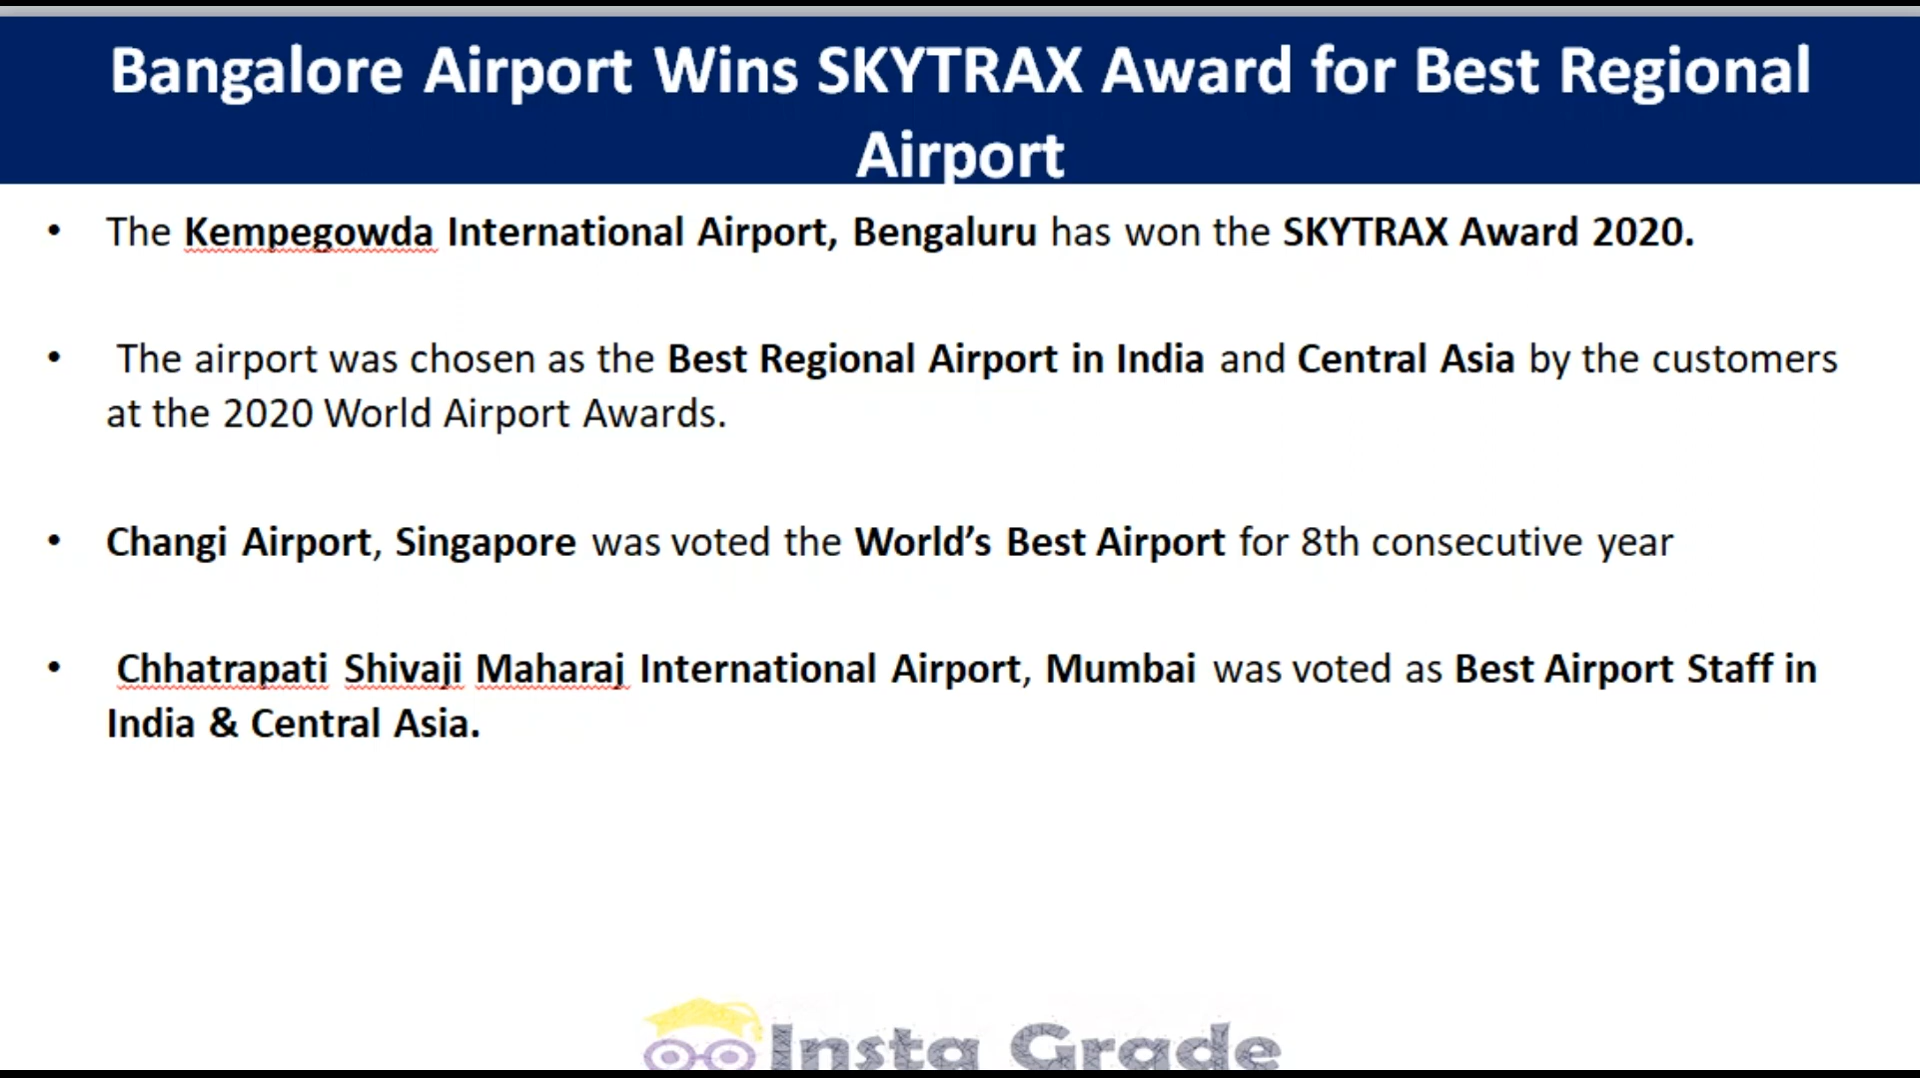 Bangalore Airport Wins SKYTRAX Award for Best Regional
Airport
• The Kempegowda International Airport, Bengaluru has won the SKYTRAX Award 2020.
• The airport was chosen as the Best Regional Airport in India and Central Asia by the customers
at the 2020 World Airport Awards.
• Changi Airport, Singapore was voted the World’s Best Airport for 8th consecutive year
• Chhatrapati Shivaji Maharaj International Airport, Mumbai was voted as Best Airport Staff in
India & Central Asia.
Insta Grade